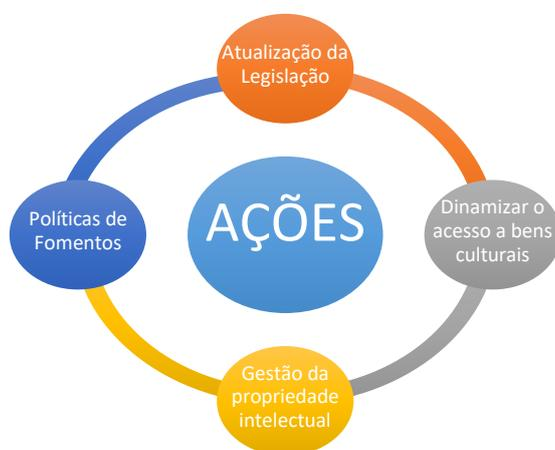 Atualização da
Legislação
Políticas de
Fomentos
AÇÕES
Dinamizar o
acesso a bens
culturais
Gestão da
propriedade
intelectual